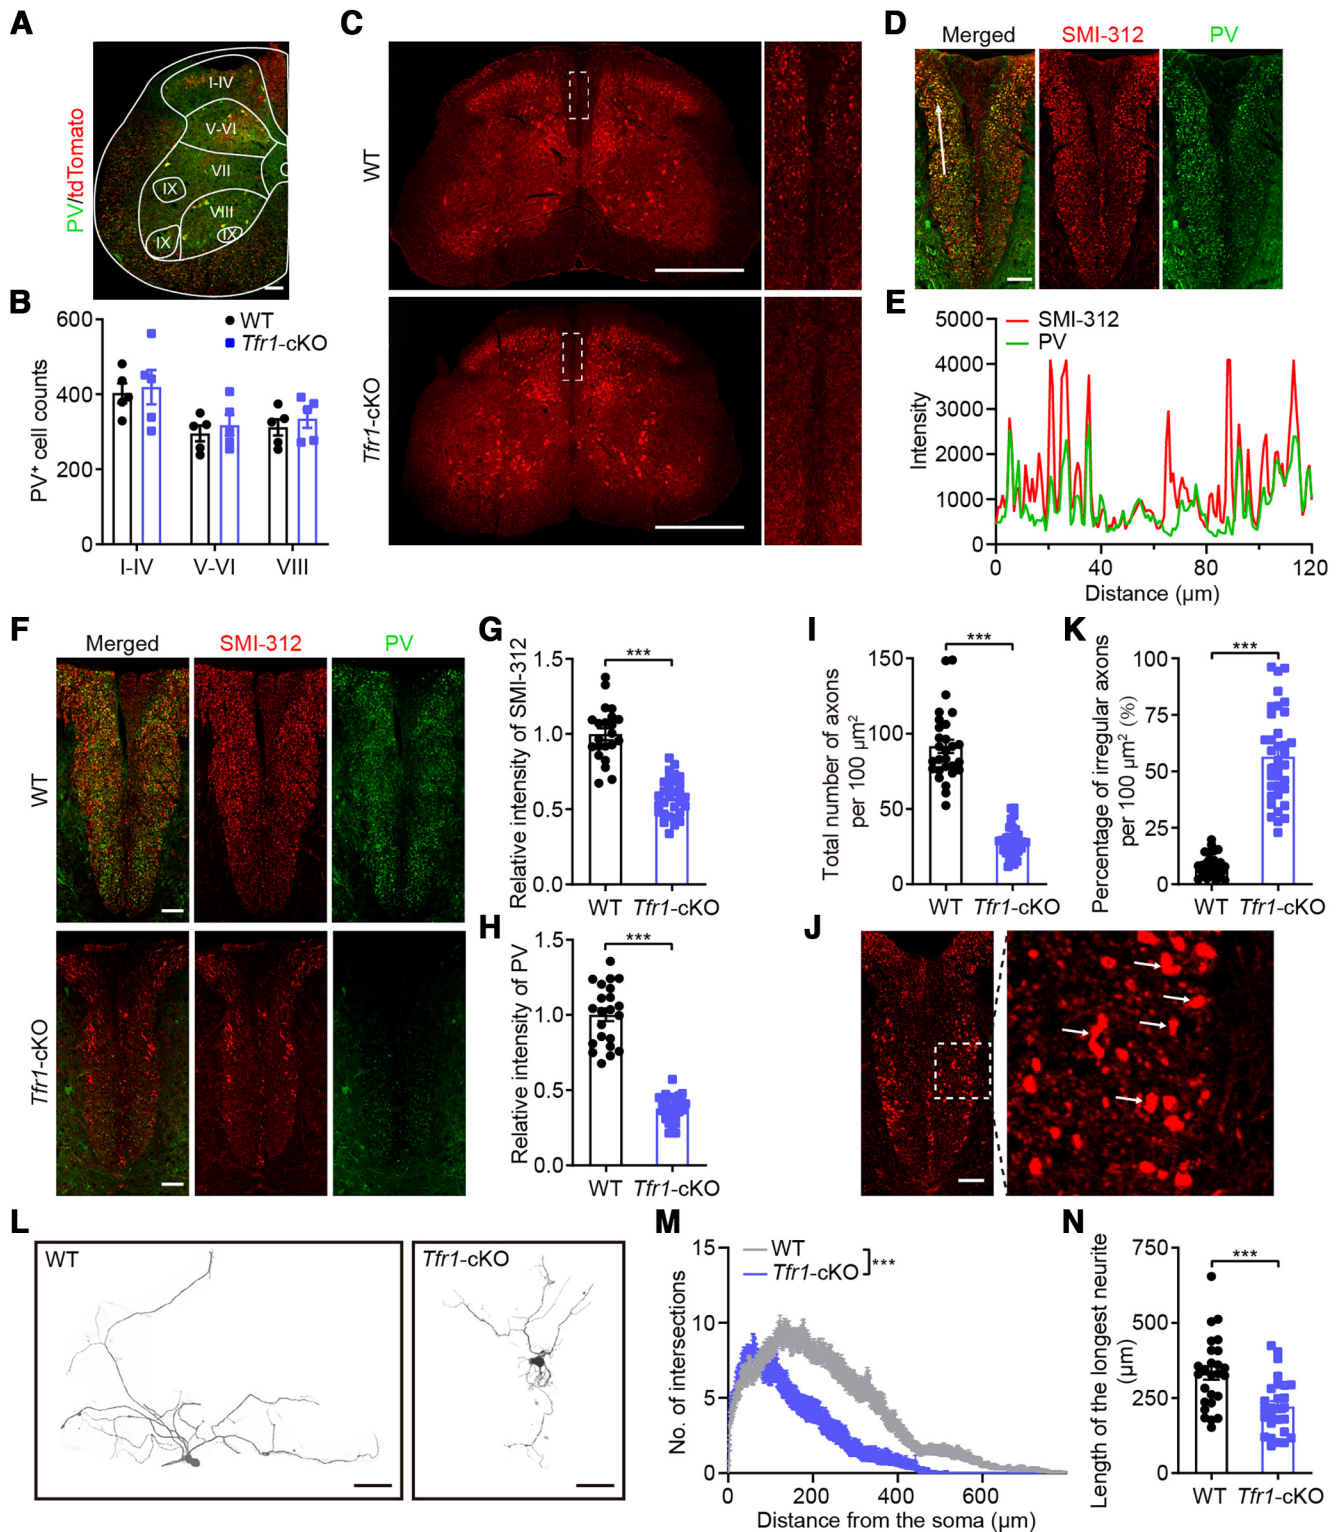 A
PV/tdTomato
I-IV
V-VI
VII
IX
VIII
IX
IX
B
WT
Tfr1-cKO
PV⁺ cell counts
600
400
200
0
I-IV
V-VI
VIII
C
WT
Tfr1-cKO
D
Merged
SMI-312
PV
E
SMI-312
PV
Intensity
5000
4000
3000
2000
1000
0
0
40
80
120
Distance (µm)
F
Merged
SMI-312
PV
WT
Tfr1-cKO
G
Relative intensity of SMI-312
1.5
1.0
0.5
0.0
***
WT
Tfr1-cKO
H
Relative intensity of PV
1.5
1.0
0.5
0.0
***
WT
Tfr1-cKO
I
Total number of axons
per 100 µm²
150
100
50
0
***
WT
Tfr1-cKO
J
K
Percentage of irregular axons
per 100 µm² (%)
100
75
50
25
0
***
WT
Tfr1-cKO
L
WT
Tfr1-cKO
M
WT
Tfr1-cKO
***
No. of intersections
15
10
5
0
0
200
400
600
Distance from the soma (µm)
N
Length of the longest neurite
(µm)
750
500
250
0
***
WT
Tfr1-cKO